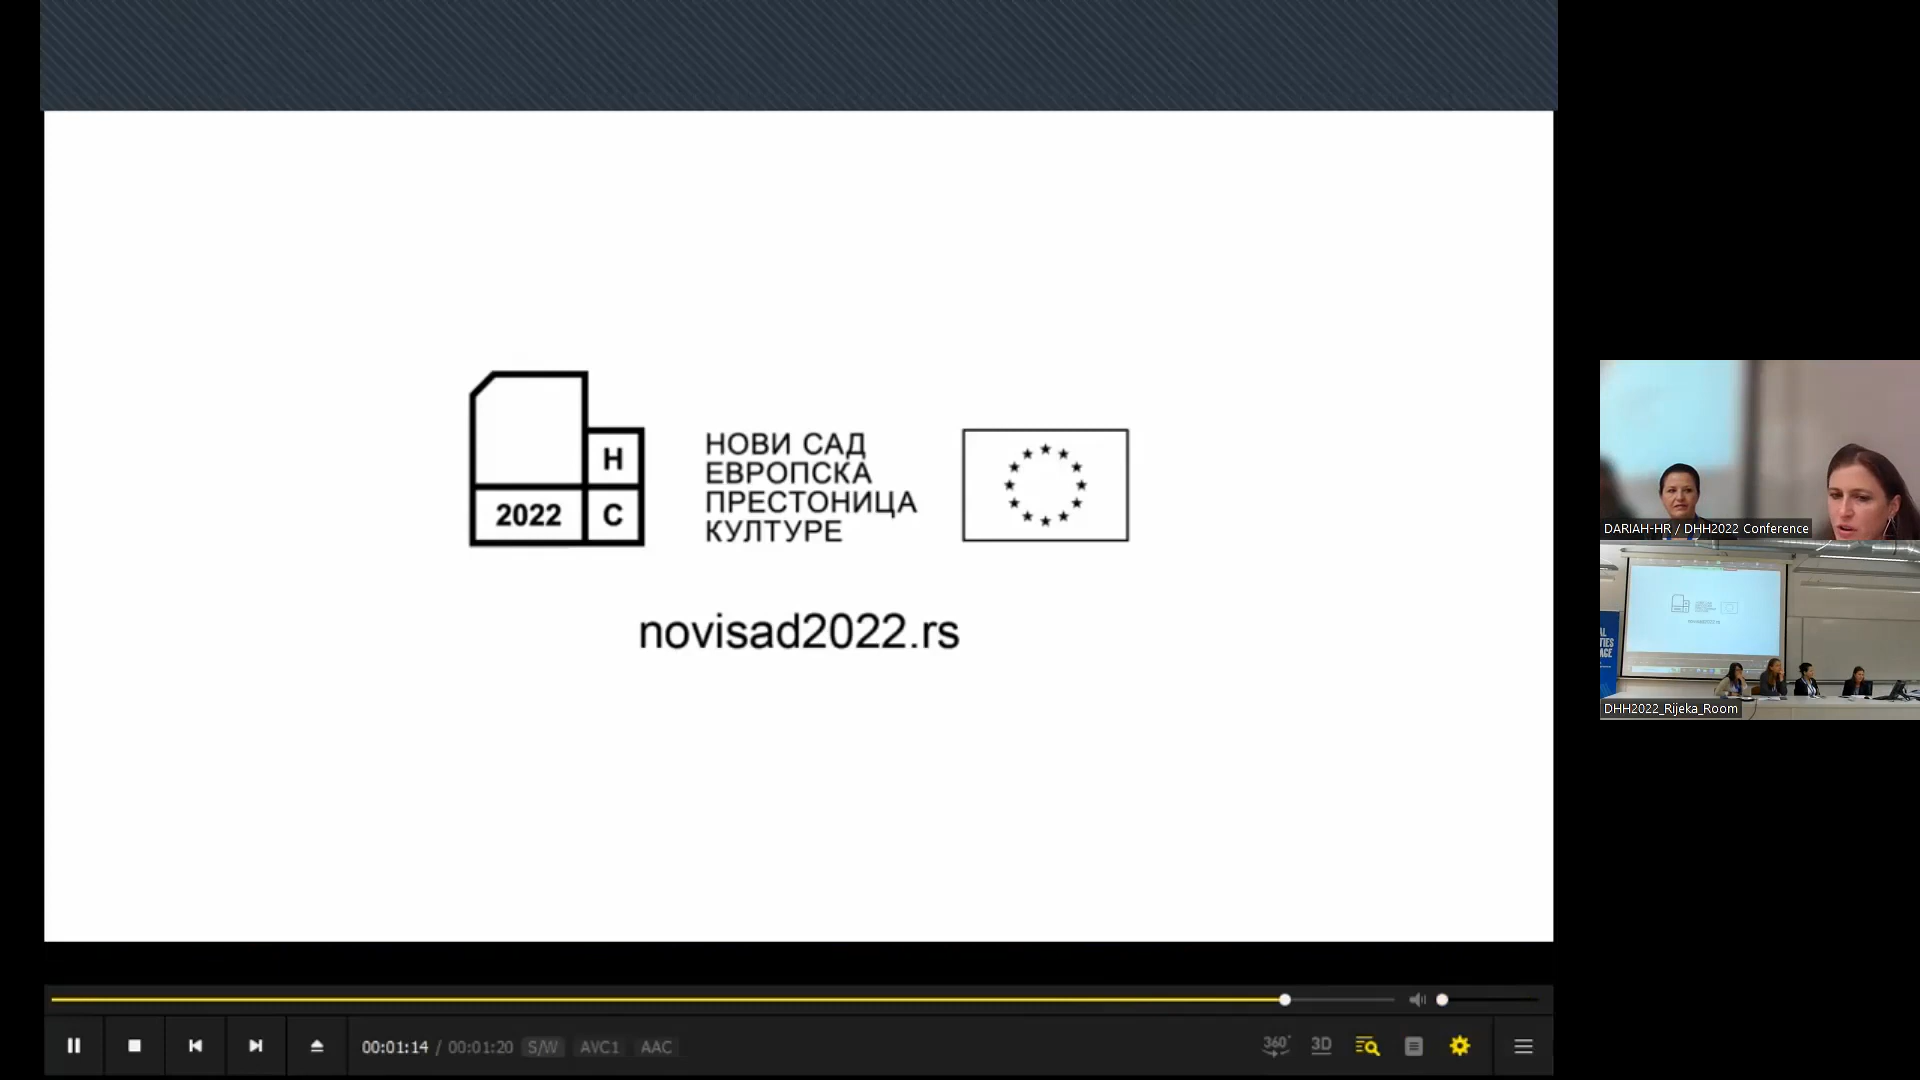 Н
2022
С
НОВИ САД
ЕВРОПСКА
ПРЕСТОНИЦА
КУЛТУРЕ
novisad2022.rs
00:01:14 / 00:01:20 S/W AVC1 AAC
360°
3D
DARIAH-HR / DHH2022 Conference
DHH2022_Rijeka_Room